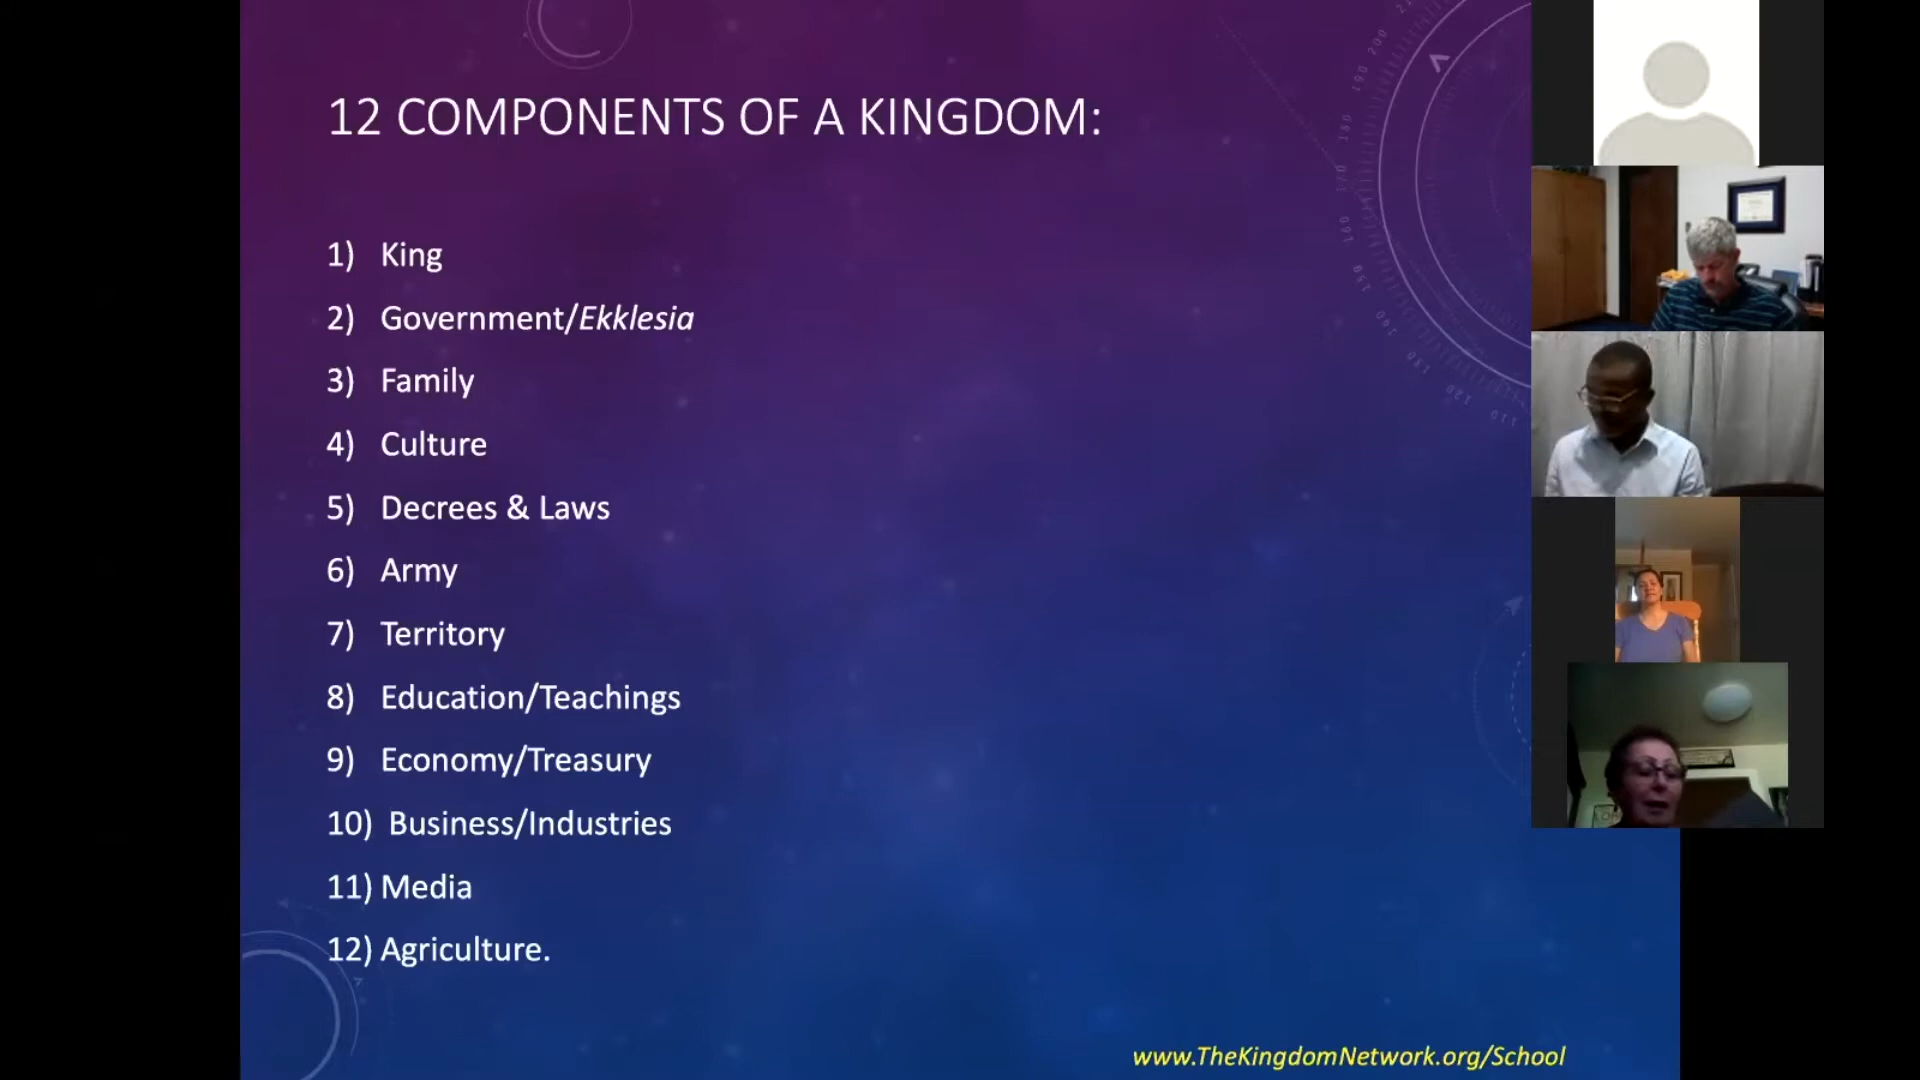 12 COMPONENTS OF A KINGDOM:
1) King
2) Government/Ekklesia
3) Family
4) Culture
5) Decrees & Laws
6) Army
7) Territory
8) Education/Teachings
9) Economy/Treasury
10) Business/Industries
11) Media
12) Agriculture.
www.TheKingdomNetwork.org/School